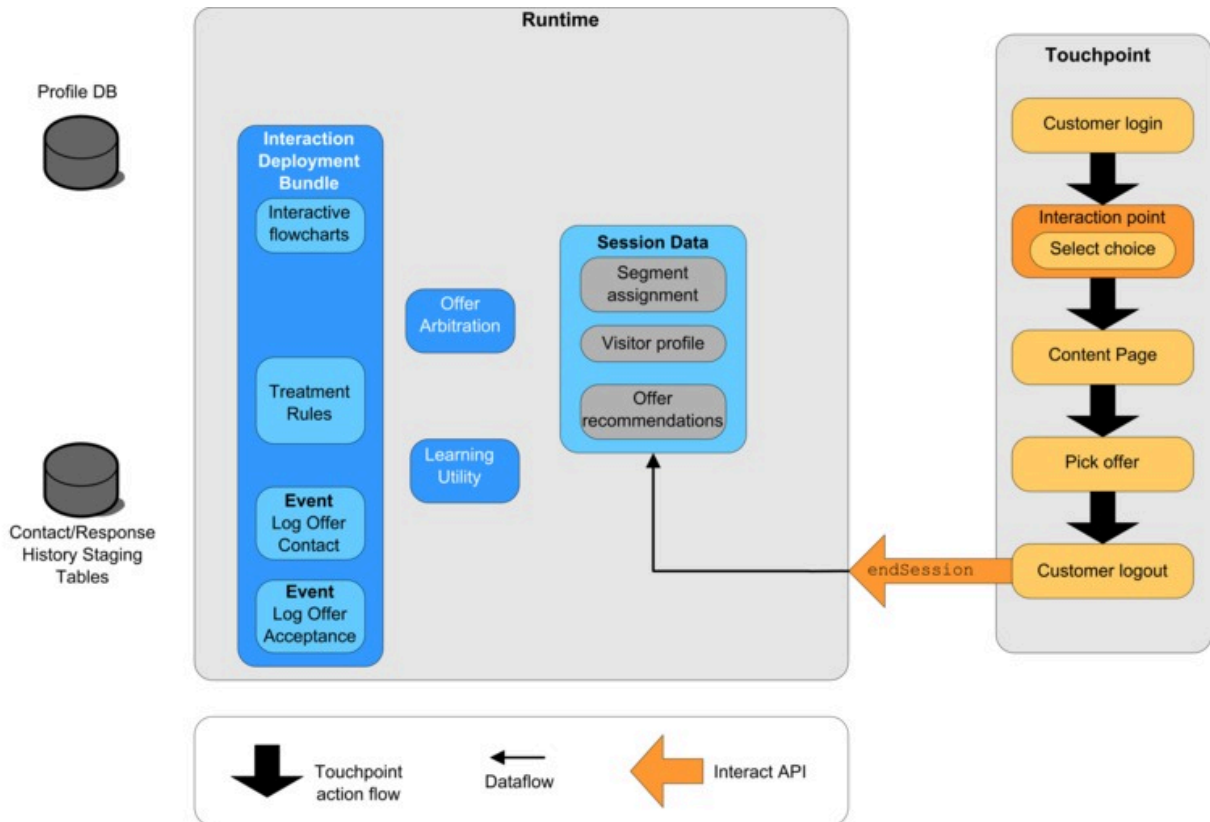 Runtime
Touchpoint
Profile DB
Interaction
Deployment
Bundle
Interactive
flowcharts
Treatment
Rules
Event
Log Offer
Contact
Event
Log Offer
Acceptance
Offer
Arbitration
Learning
Utility
Session Data
Segment
assignment
Visitor profile
Offer
recommendations
Customer login
Interaction point
Select choice
Content Page
Pick offer
Customer logout
endSession
Contact/Response
History Staging
Tables
Touchpoint
action flow
Dataflow
Interact API